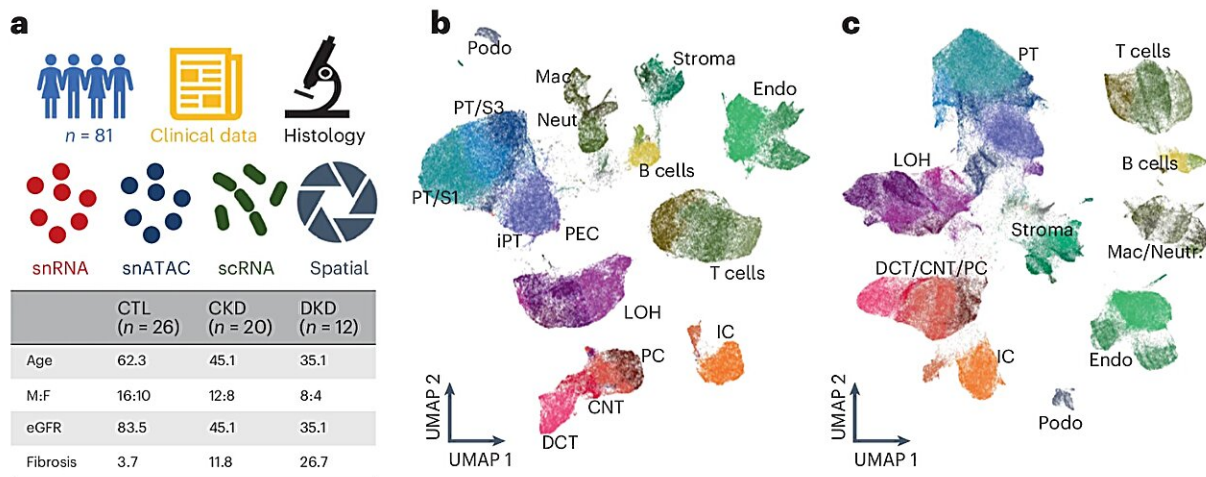 a
n = 81
Clinical data
Histology
snRNA
snATAC
scRNA
Spatial
CTL (n = 26)
CKD (n = 20)
DKD (n = 12)
Age 62.3 45.1 35.1
M:F 16:10 12:8 8:4
eGFR 83.5 45.1 35.1
Fibrosis 3.7 11.8 26.7
b
Podo
Mac
Stroma
PT/S3
Neut
Endo
B cells
PT/S1
iPT
PEC
T cells
LOH
IC
PC
CNT
DCT
UMAP 2
UMAP 1
c
PT
T cells
LOH
B cells
Stroma
Mac/Neutr.
DCT/CNT/PC
IC
Endo
Podo
UMAP 2
UMAP 1